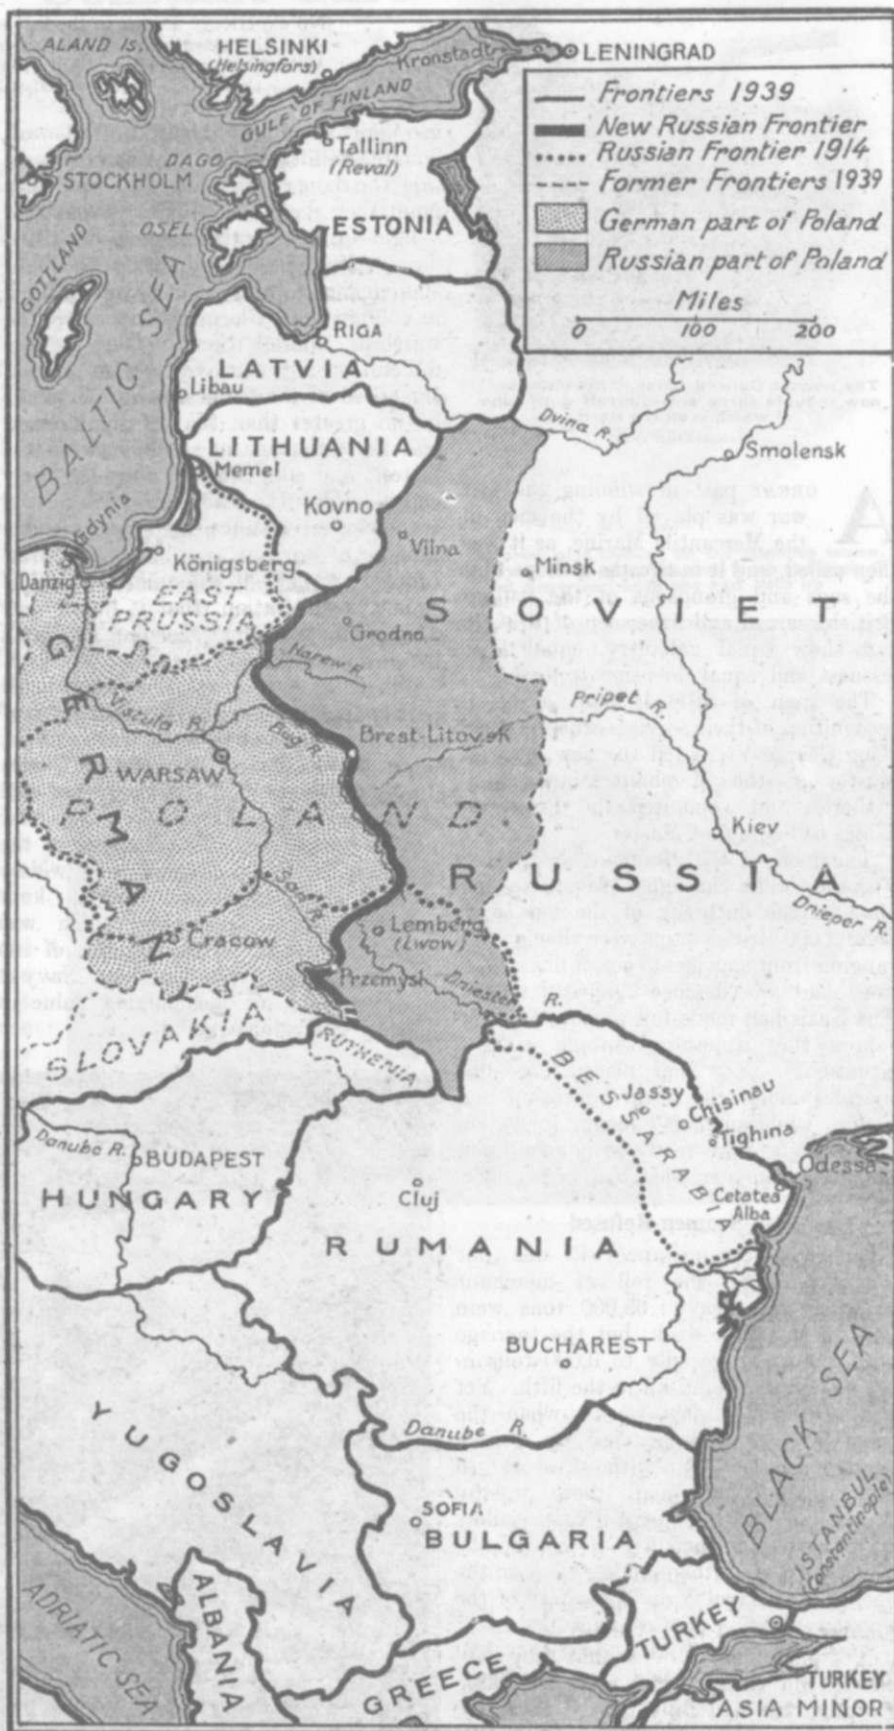 ALAND Is.
HELSINKI
(Helsingfors)
Kronstadt
LENINGRAD
GULF OF FINLAND
Frontiers 1939
New Russian Frontier
Russian Frontier 1914
Former Frontiers 1939
German part of Poland
Russian part of Poland
Miles
0 100 200
Tallinn
(Reval)
DAGO
STOCKHOLM
OSEL
ESTONIA
GOTTLAND
BALTIC SEA
RIGA
LATVIA
Libau
Dvina R.
LITHUANIA
Memel
Smolensk
Kovno
Vilna
Gdynia
Danzig
Königsberg
Minsk
EAST
PRUSSIA
SOVIET
Grodno
Narew R.
Pripet R.
Vistula R.
Bug R.
Brest-Litovsk
WARSAW
GERMAN
POLAND
Kiev
RUSSIA
Dnieper R.
San R.
Cracow
Lemberg
(Lwow)
Przemysl
Dniester R.
SLOVAKIA
RUTHENIA
BESSARABIA
Jassy
Chisinau
Tighina
Danube R.
BUDAPEST
Odessa
HUNGARY
Cluj
Cetatea
Alba
RUMANIA
BUCHAREST
BLACK SEA
YUGOSLAVIA
Danube R.
SOFIA
BULGARIA
ISTANBUL
(Constantinople)
ADRIATIC SEA
ALBANIA
GREECE
TURKEY
TURKEY
ASIA MINOR